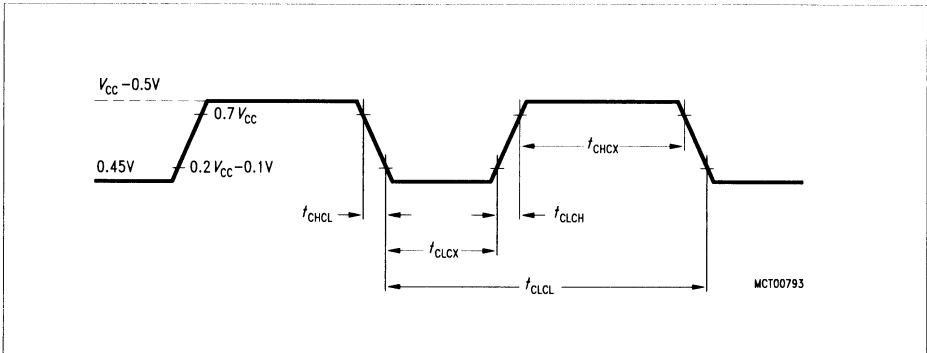 V_CC –0.5V
0.7 V_CC
t_CHCX
0.45V
0.2 V_CC –0.1V
t_CHCL
t_CLCH
t_CLCX
t_CLCL
MCT00793